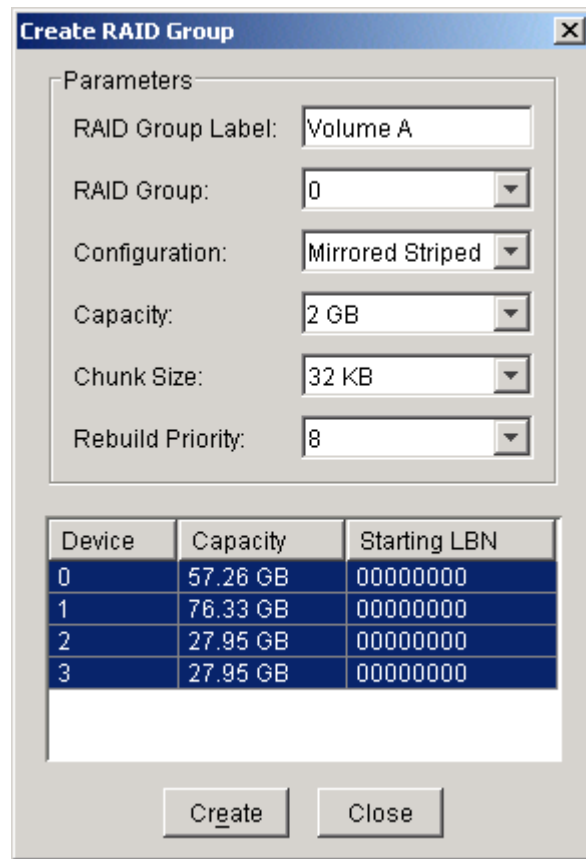 Create RAID Group
Parameters
RAID Group Label: Volume A
RAID Group: 0
Configuration: Mirrored Striped
Capacity: 2 GB
Chunk Size: 32 KB
Rebuild Priority: 8
Device Capacity Starting LBN
0 57.26 GB 00000000
1 76.33 GB 00000000
2 27.95 GB 00000000
3 27.95 GB 00000000
Create Close